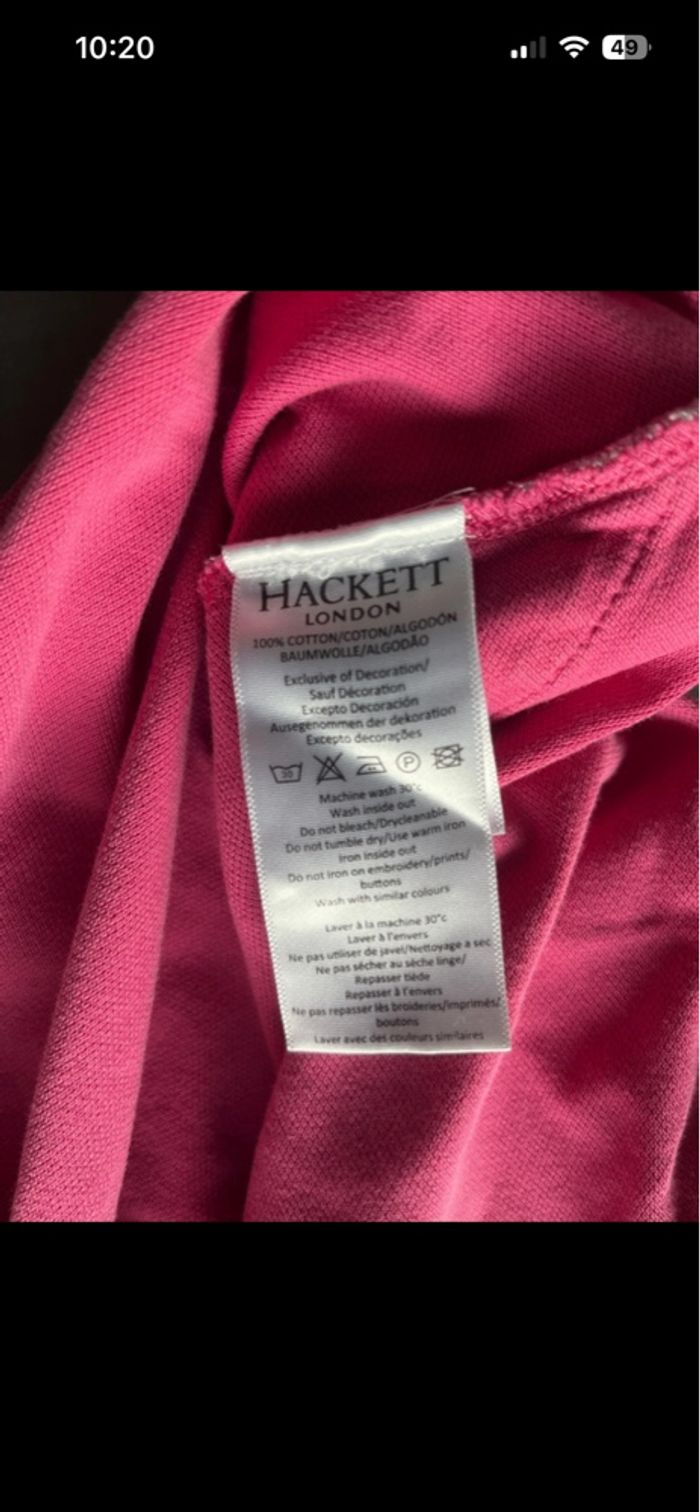 10:20
49
HACKETT
LONDON
100% COTTON/COTON/ALGODÓN
BAUMWOLLE/ALGODÃO
Exclusive of Decoration/
Sauf Décoration
Excepto Decoración
Ausegenommen der dekoration
Excepto decorações
30
P
Machine wash 30°c
Wash inside out
Do not bleach/Drycleanable
Do not tumble dry/Use warm iron
Iron inside out
Do not iron on embroidery/prints/
buttons
Wash with similar colours
Laver à la machine 30°c
Laver à l'envers
Ne pas utiliser de javel/Nettoyage a sec
Ne pas sécher au sèche linge/
Repasser tiède
Repasser à l'envers
Ne pas repasser lès broideries/imprimés/
boutons
Laver avec des couleurs similaires